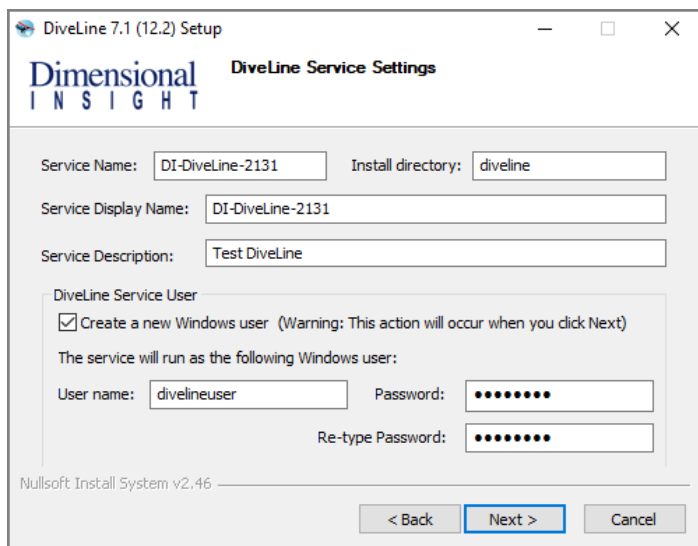 DiveLine 7.1 (12.2) Setup
Dimensional
INSIGHT
DiveLine Service Settings
Service Name: DI-DiveLine-2131 Install directory: diveline
Service Display Name: DI-DiveLine-2131
Service Description: Test DiveLine
DiveLine Service User
Create a new Windows user (Warning: This action will occur when you click Next)
The service will run as the following Windows user:
User name: divelineuser Password: ●●●●●●●●
Re-type Password: ●●●●●●●●
Nullsoft Install System v2.46
< Back Next > Cancel